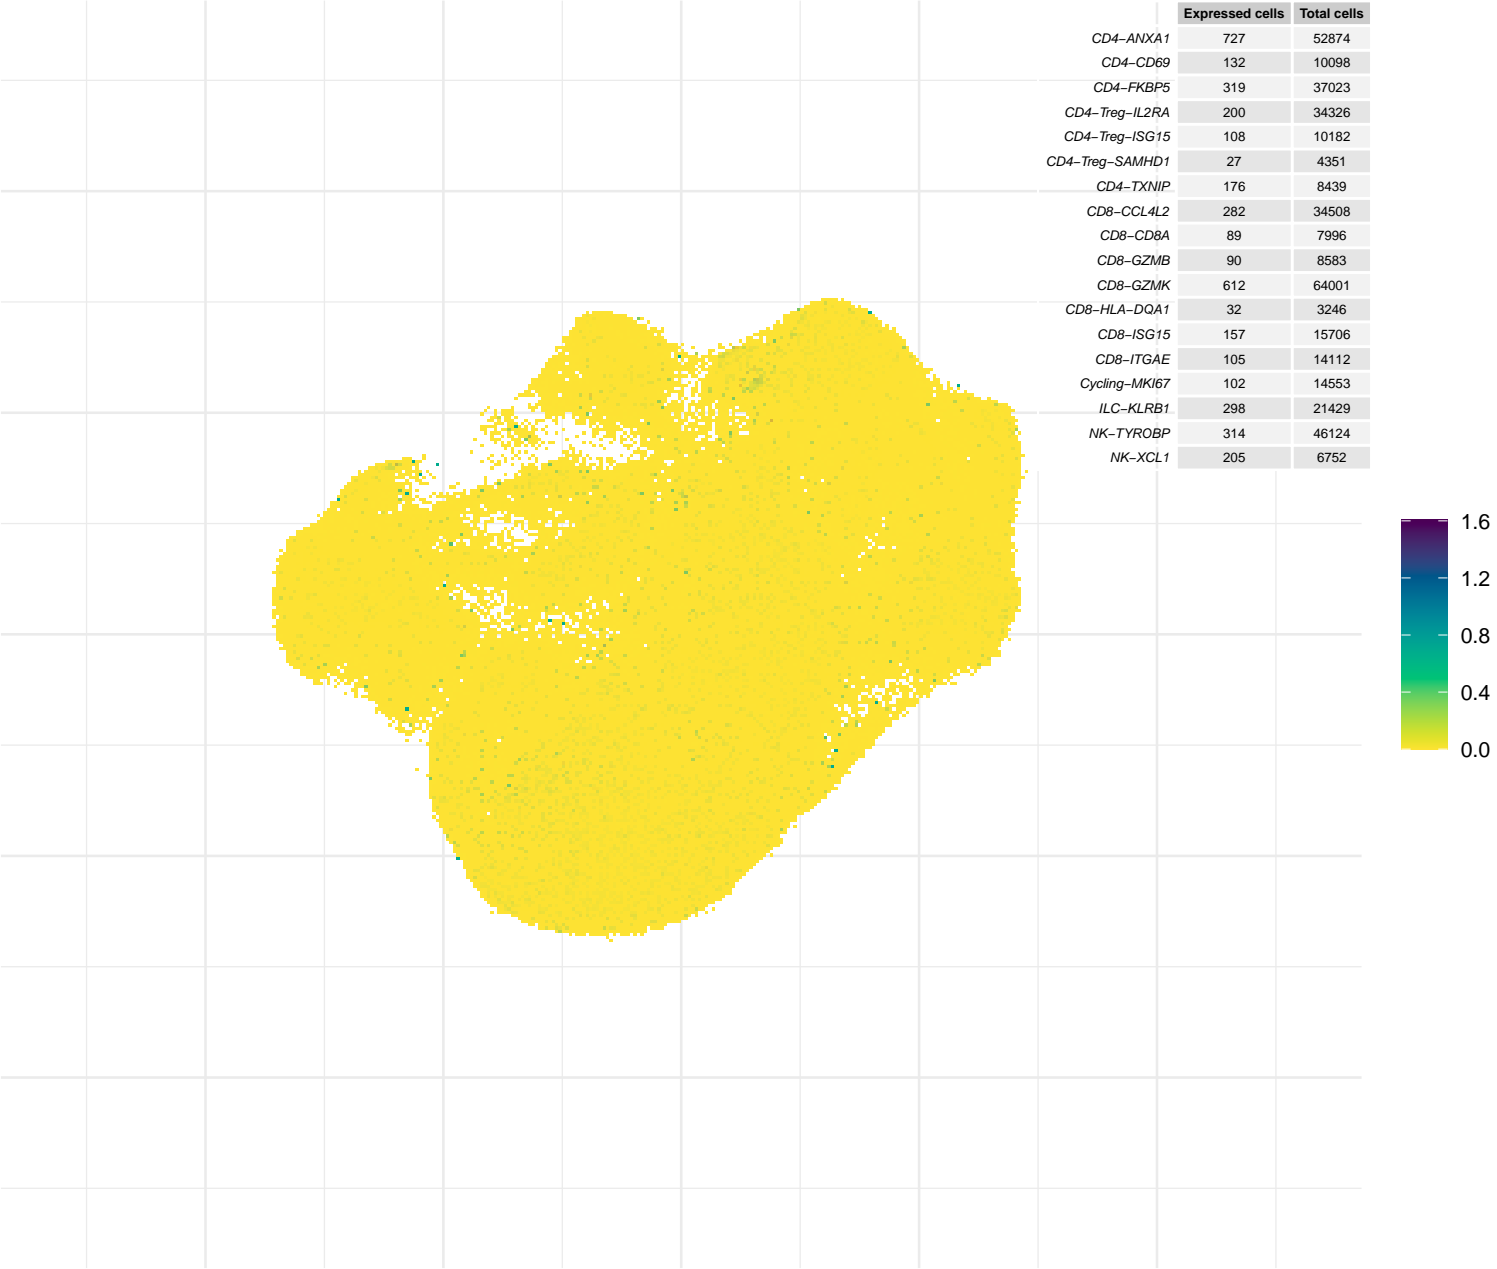 Expressed cells Total cells
CD4−ANXA1 727 52874
CD4−CD69 132 10098
CD4−FKBP5 319 37023
CD4−Treg−IL2RA 200 34326
CD4−Treg−ISG15 108 10182
CD4−Treg−SAMHD1 27 4351
CD4−TXNIP 176 8439
CD8−CCL4L2 282 34508
CD8−CD8A 89 7996
CD8−GZMB 90 8583
CD8−GZMK 612 64001
CD8−HLA−DQA1 32 3246
CD8−ISG15 157 15706
CD8−ITGAE 105 14112
Cycling−MKI67 102 14553
ILC−KLRB1 298 21429
NK−TYROBP 314 46124
NK−XCL1 205 6752
1.6
1.2
0.8
0.4
0.0